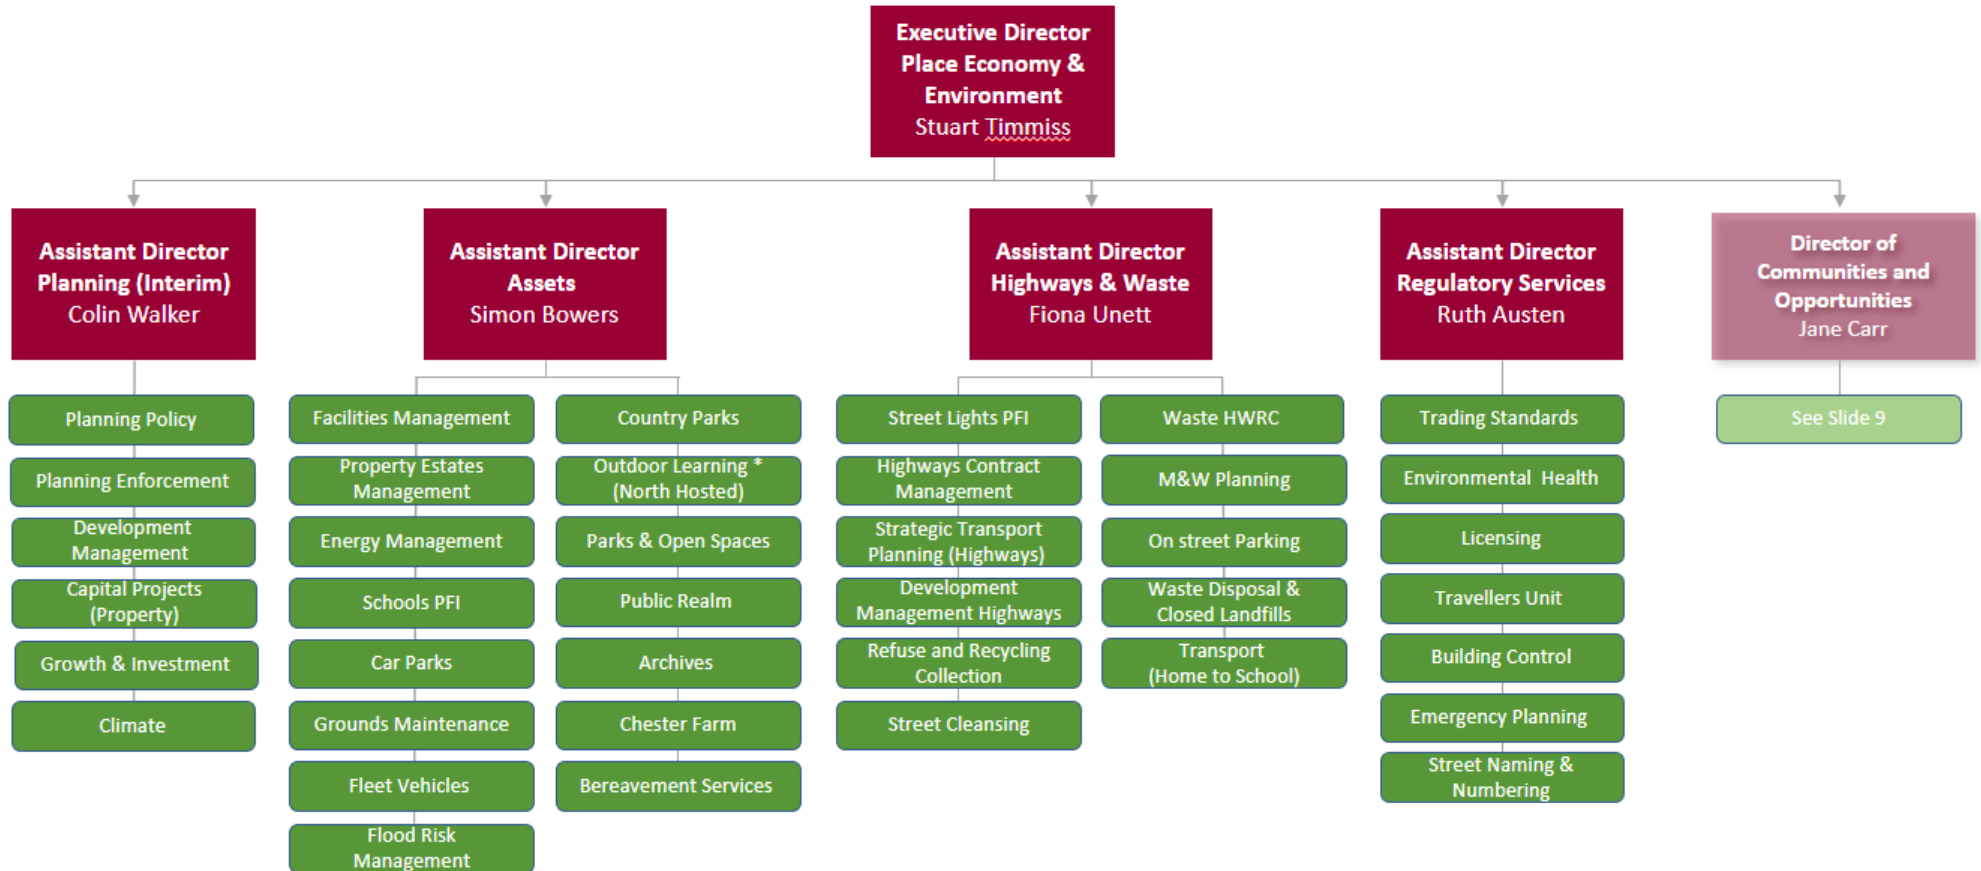 Executive Director
Place Economy &
Environment
Stuart Timmiss
Assistant Director
Planning (Interim)
Colin Walker
Assistant Director
Assets
Simon Bowers
Assistant Director
Highways & Waste
Fiona Unett
Assistant Director
Regulatory Services
Ruth Austen
Director of
Communities and
Opportunities
Jane Carr
Planning Policy
Planning Enforcement
Development
Management
Capital Projects
(Property)
Growth & Investment
Climate
Facilities Management
Property Estates
Management
Energy Management
Schools PFI
Car Parks
Grounds Maintenance
Fleet Vehicles
Flood Risk
Management
Country Parks
Outdoor Learning *
(North Hosted)
Parks & Open Spaces
Public Realm
Archives
Chester Farm
Bereavement Services
Street Lights PFI
Highways Contract
Management
Strategic Transport
Planning (Highways)
Development
Management Highways
Refuse and Recycling
Collection
Street Cleansing
Waste HWRC
M&W Planning
On street Parking
Waste Disposal &
Closed Landfills
Transport
(Home to School)
Trading Standards
Environmental Health
Licensing
Travellers Unit
Building Control
Emergency Planning
Street Naming &
Numbering
See Slide 9